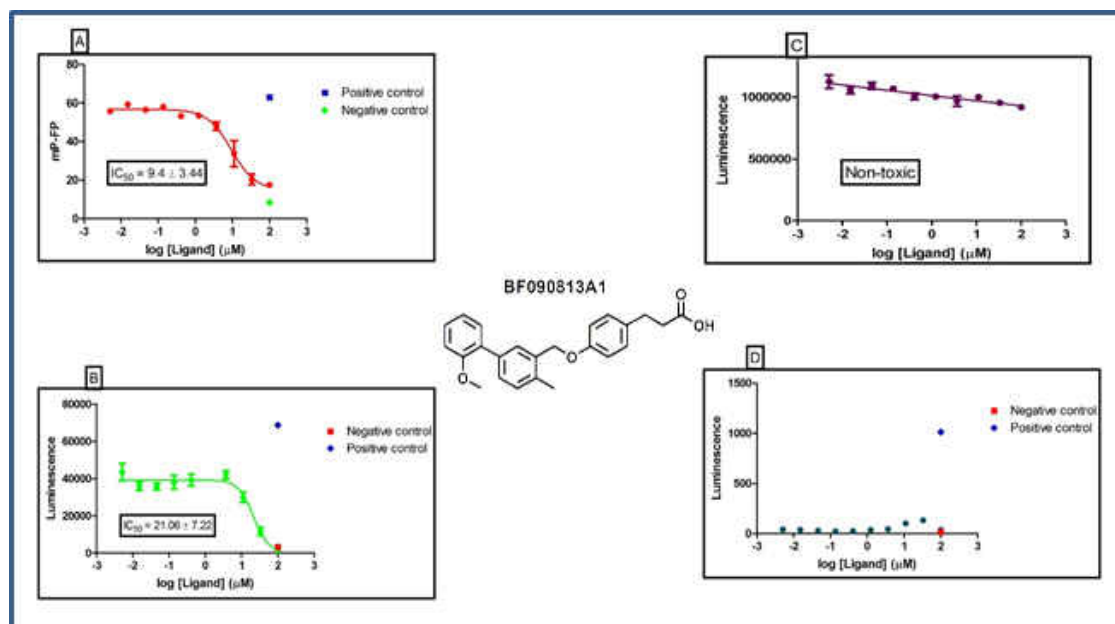 A
80
60
40
20
0
mP-FP
IC50 = 9.4 ± 3.44
-3 -2 -1 0 1 2 3
log [Ligand] (μM)
Positive control
Negative control
C
1000000
500000
0
Luminescence
Non-toxic
-3 -2 -1 0 1 2 3
log [Ligand] (μM)
BF090813A1
O
OH
O
O
B
80000
60000
40000
20000
0
Luminescence
IC50 = 21.06 ± 7.22
-3 -2 -1 0 1 2 3
log [Ligand] (μM)
Negative control
Positive control
D
1500
1000
500
0
Luminescence
-3 -2 -1 0 1 2 3
log [Ligand] (μM)
Negative control
Positive control